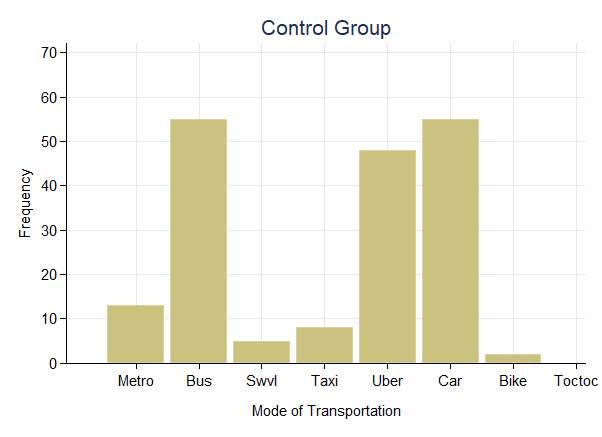 Control Group
70
60
50
40
30
20
10
0
Frequency
Metro Bus Swvl Taxi Uber Car Bike Toctoc
Mode of Transportation